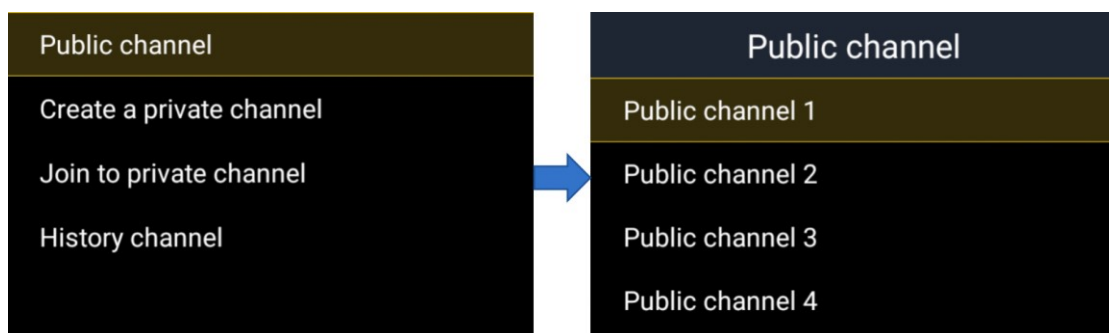 Public channel
Create a private channel
Join to private channel
History channel
Public channel
Public channel 1
Public channel 2
Public channel 3
Public channel 4